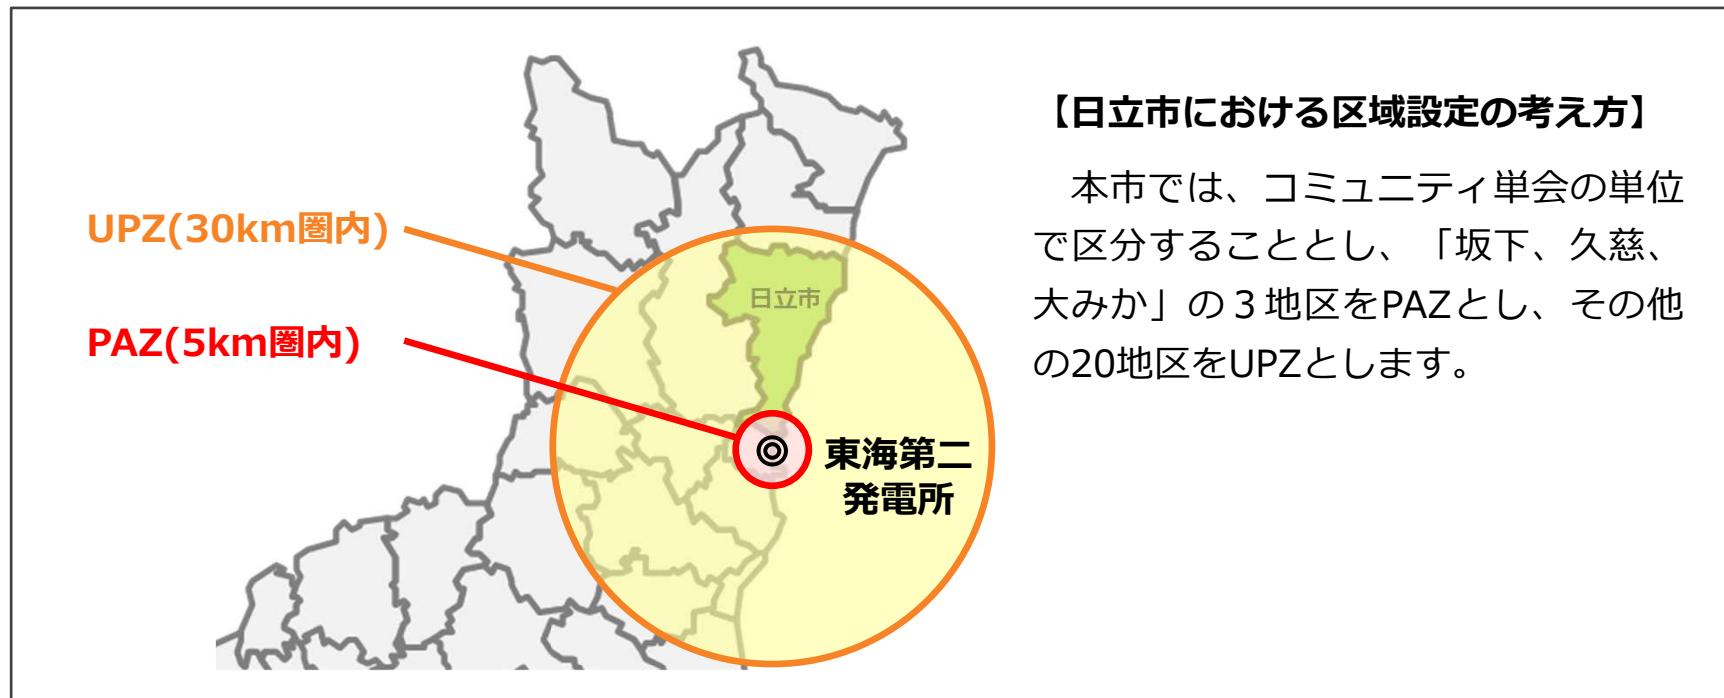 UPZ(30km圏内)
PAZ(5km圏内)
日立市
東海第二
発電所
【日立市における区域設定の考え方】
　本市では、コミュニティ単会の単位
で区分することとし、「坂下、久慈、
大みか」の３地区をPAZとし、その他
の20地区をUPZとします。